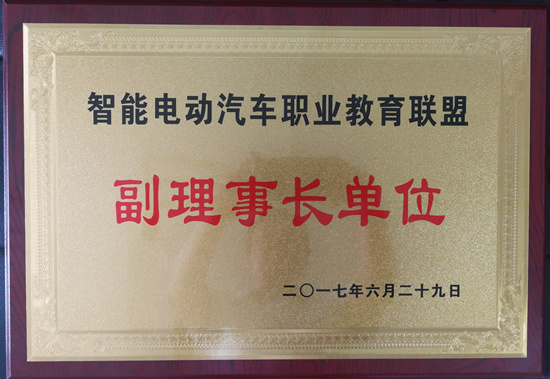 智能电动汽车职业教育联盟
副理事长单位
二〇一七年六月二十九日